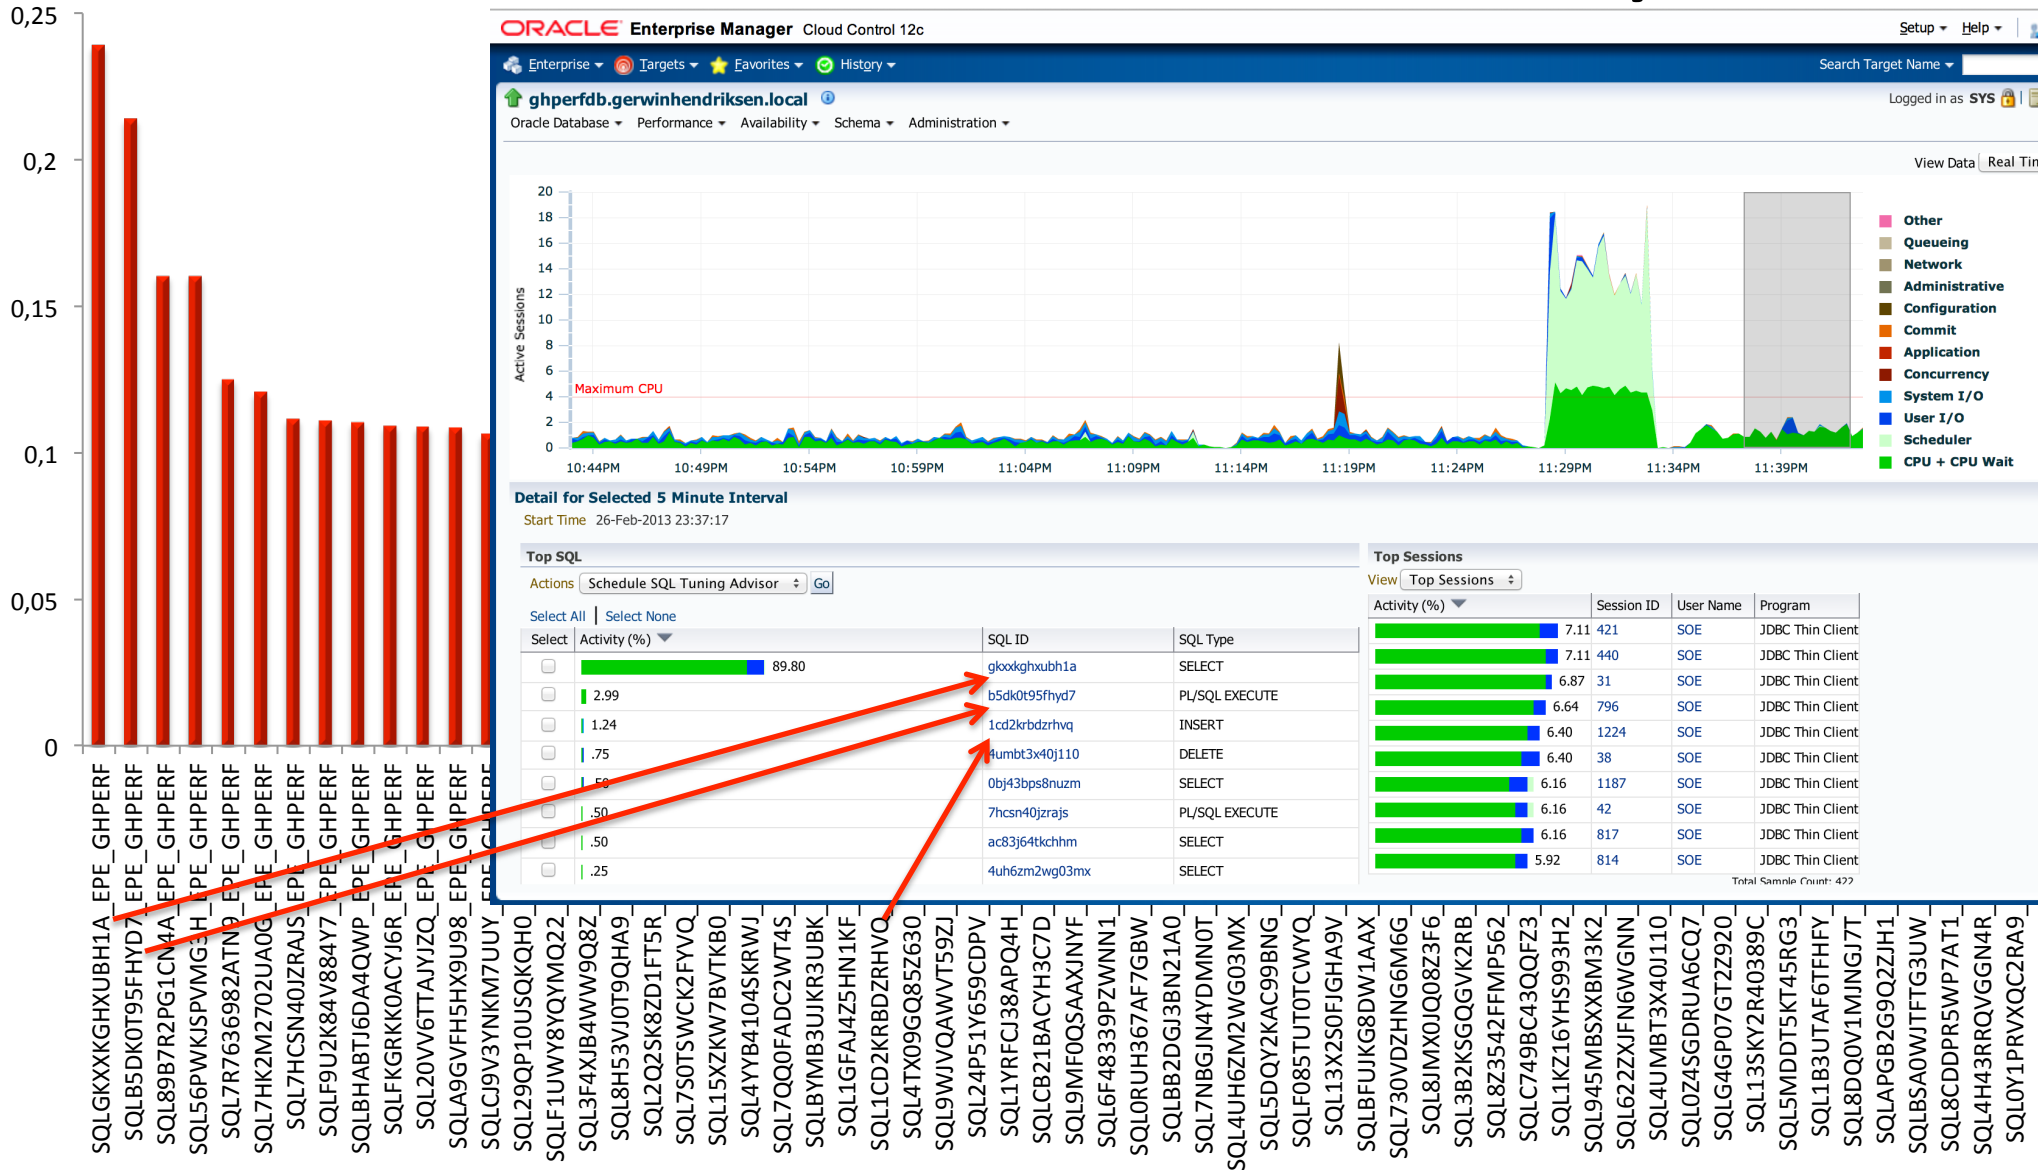 0,25
0,2
0,15
0,1
0,05
0
ORACLE Enterprise Manager Cloud Control 12c
Setup Help
Enterprise Targets Favorites History
Search Target Name
ghperfdb.gerwinhendriksen.local
Logged in as SYS
Oracle Database Performance Availability Schema Administration
View Data Real Tim
Active Sessions
20
18
16
14
12
10
8
6
4
2
0
Maximum CPU
10:44PM 10:49PM 10:54PM 10:59PM 11:04PM 11:09PM 11:14PM 11:19PM 11:24PM 11:29PM 11:34PM 11:39PM
Other
Queueing
Network
Administrative
Configuration
Commit
Application
Concurrency
System I/O
User I/O
Scheduler
CPU + CPU Wait
Detail for Selected 5 Minute Interval
Start Time 26-Feb-2013 23:37:17
Top SQL
Actions Schedule SQL Tuning Advisor Go
Select All | Select None
Select Activity (%) SQL ID SQL Type
89.80 gkxxkghxubh1a SELECT
2.99 b5dk0t95fhyd7 PL/SQL EXECUTE
1.24 1cd2krbdzrhvq INSERT
.75 4umbt3x40j110 DELETE
.50 0bj43bps8nuzm SELECT
.50 7hcsn40jzrajs PL/SQL EXECUTE
.50 ac83j64tkchhm SELECT
.25 4uh6zm2wg03mx SELECT
Top Sessions
View Top Sessions
Activity (%) Session ID User Name Program
7.11 421 SOE JDBC Thin Client
7.11 440 SOE JDBC Thin Client
6.87 31 SOE JDBC Thin Client
6.64 796 SOE JDBC Thin Client
6.40 1224 SOE JDBC Thin Client
6.40 38 SOE JDBC Thin Client
6.16 1187 SOE JDBC Thin Client
6.16 42 SOE JDBC Thin Client
6.16 817 SOE JDBC Thin Client
5.92 814 SOE JDBC Thin Client
Total Sample Count: 422
SQLGKXXKGHXUBH1A_EPE_GHPERF
SQLB5DK0T95FHYD7_EPE_GHPERF
SQL89B7R2PG1CN4A_EPE_GHPERF
SQL56PWKJSPVMG3H_EPE_GHPERF
SQL7R7636982ATN9_EPE_GHPERF
SQL7HK2M2702UA0G_EPE_GHPERF
SQL7HCSN40JZRAJS_EPE_GHPERF
SQLF9U2K84V884Y7_EPE_GHPERF
SQLBHABTJ6DA4QWP_EPE_GHPERF
SQLFKGRKK0ACYJ6R_EPE_GHPERF
SQL20VV6TTAJYJZQ_EPE_GHPERF
SQLA9GVFH5HX9U98_EPE_GHPERF
SQLCJ9V3YNKM7UUY_EPE_GHPERF
SQL29QP10USQKQH0
SQLF1UWY8YQYMQ22
SQL3F4XJB4WW9Q8Z
SQL8H53VJ0T9QHA9
SQL2Q2SK8ZD1FT5R
SQL7S0TSWCK2FYVQ
SQL15XZKW7BVTKB0
SQL4YYB4104SKRWJ
SQL7QQ0FADC2WT4S
SQLBYMB3UJKR3UBK
SQL11GFAJ4Z5HN1KF
SQL1CD2KRBDZRHVQ
SQL4TX09GQ85Z630
SQL9WJVQAWVT59ZJ
SQL24P51Y659CDPV
SQL1YRFCJ38APQ4H
SQLCB21BACYH3C7D
SQL9MF0QSAAXJNYF
SQL6F48339PZWNN1
SQL0RUH367AF7GBW
SQLBB2DGJ3BN21A0
SQL7NBGJN4YDMN0T
SQL4UH6ZM2WG03MX
SQL5DQY2KAC99BNG
SQLF085TUT0TCWYQ
SQL13X2S0FJGHA9V
SQLBFUJKG8DW1AAX
SQL730VDZHNG6M6G
SQL8JMX0JQ08Z3F6
SQL3B2KSGQGVK2RB
SQL8Z3542FFMP562
SQLC749BC43QQFZ3
SQL1KZ16YHS993H2
SQL945MBSXXBM3K2
SQL622ZZXJFN6WGNN
SQL4UMBT3X40J110
SQL0Z4SGDRUA6CQ7
SQLG4GP07GT2Z920
SQL13SKY2R40389C
SQL5MDDT5KT45RG3
SQL1B3UTAF6TFHFY
SQL8DQ0V1MJNGJ7T
SQLAPGB2G9Q2ZJH1
SQLBSA0WJTFTG3UW
SQL8CDDPR5WP7AT1
SQL4H43RRQVGGN4R
SQL0Y1PRVXQC2RA9